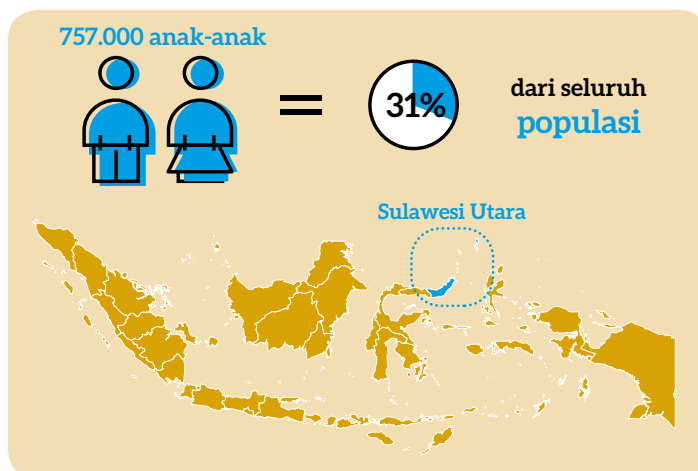 757.000 anak-anak
=
31%
dari seluruh
populasi
Sulawesi Utara